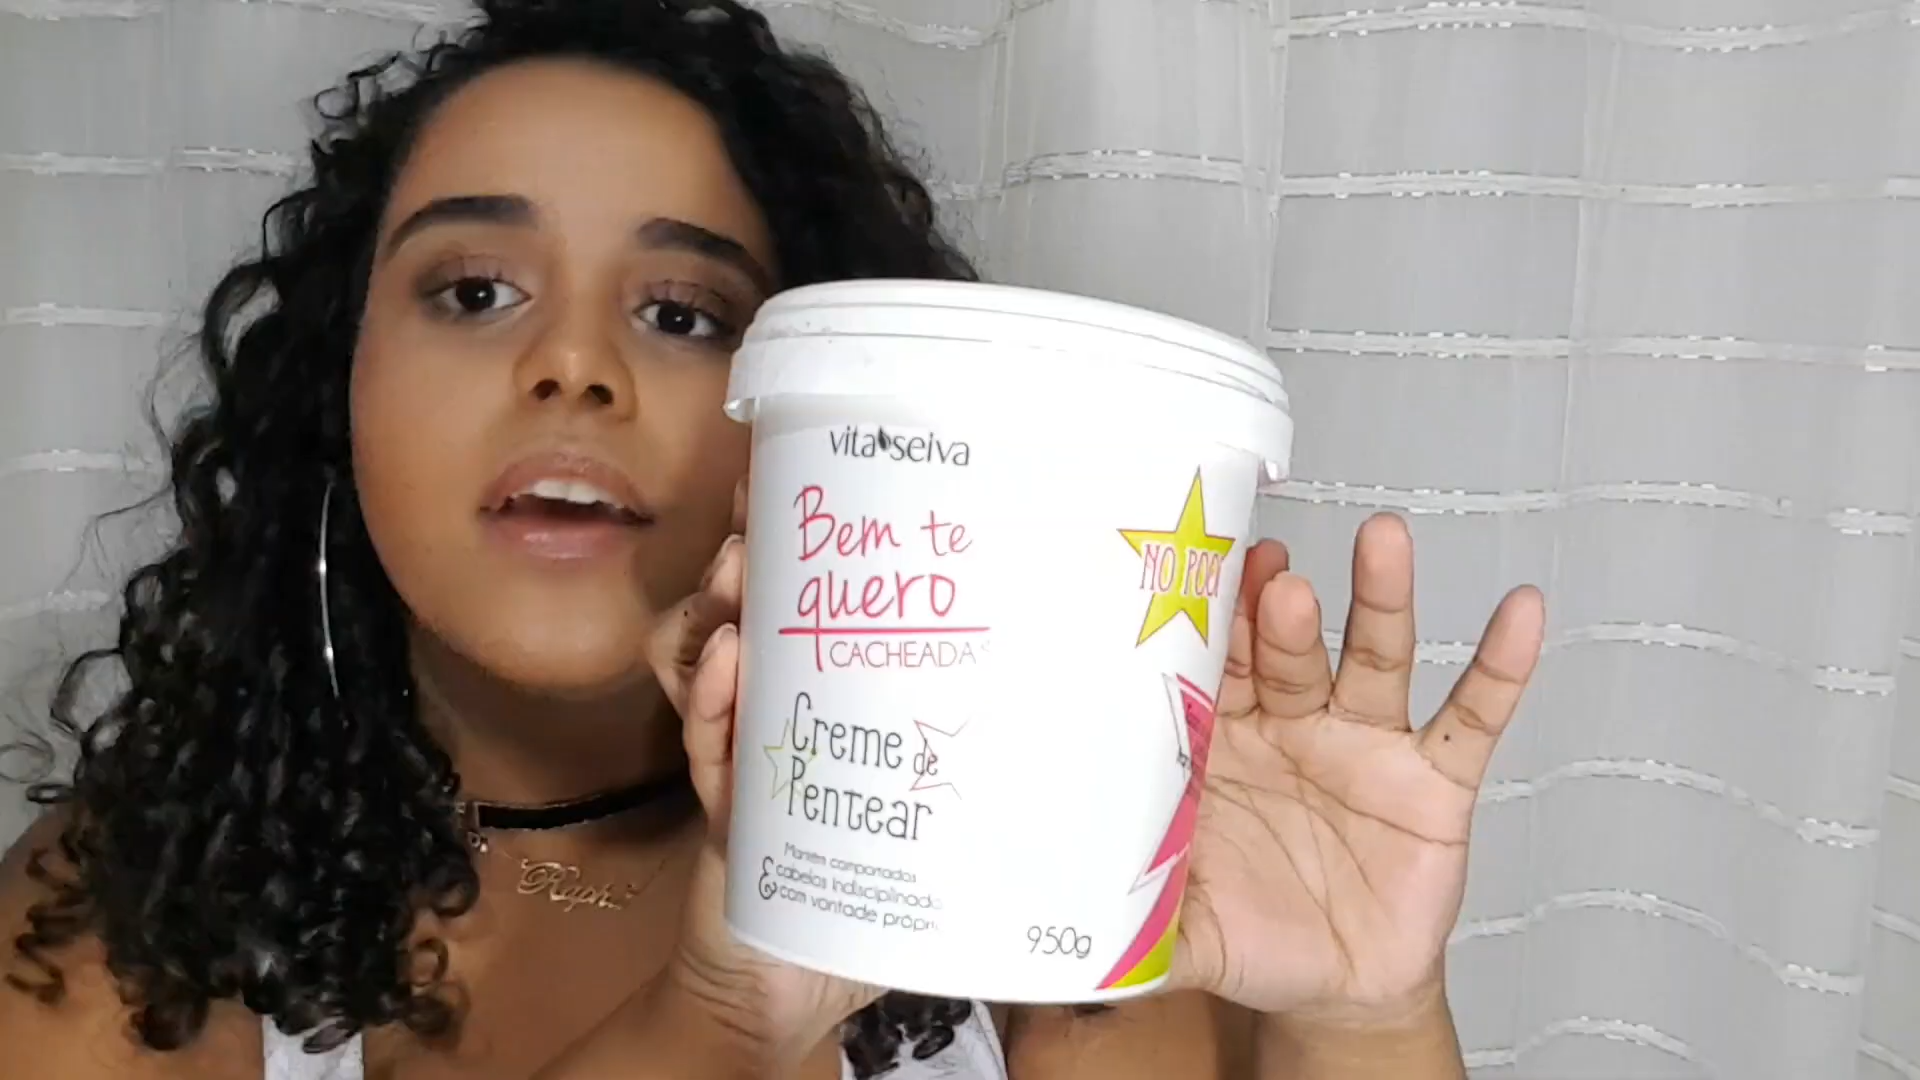 vita seiva
Bem te
quero
CACHEADAS
NO POO
Creme de
Pentear
Mantém comportados
cabelos indisciplinados
& com vontade própria
950g